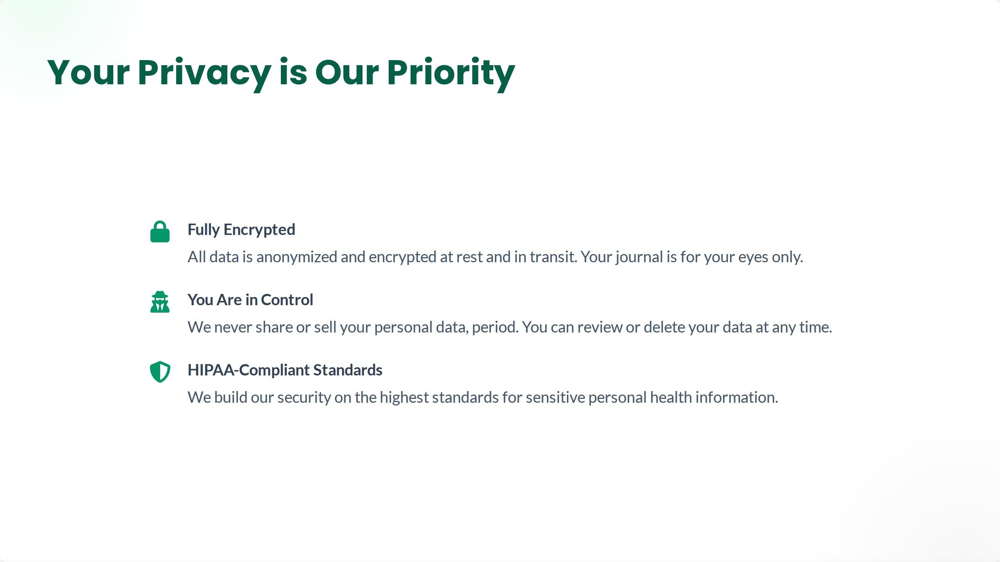 Your Privacy is Our Priority
Fully Encrypted
All data is anonymized and encrypted at rest and in transit. Your journal is for your eyes only.
You Are in Control
We never share or sell your personal data, period. You can review or delete your data at any time.
HIPAA-Compliant Standards
We build our security on the highest standards for sensitive personal health information.